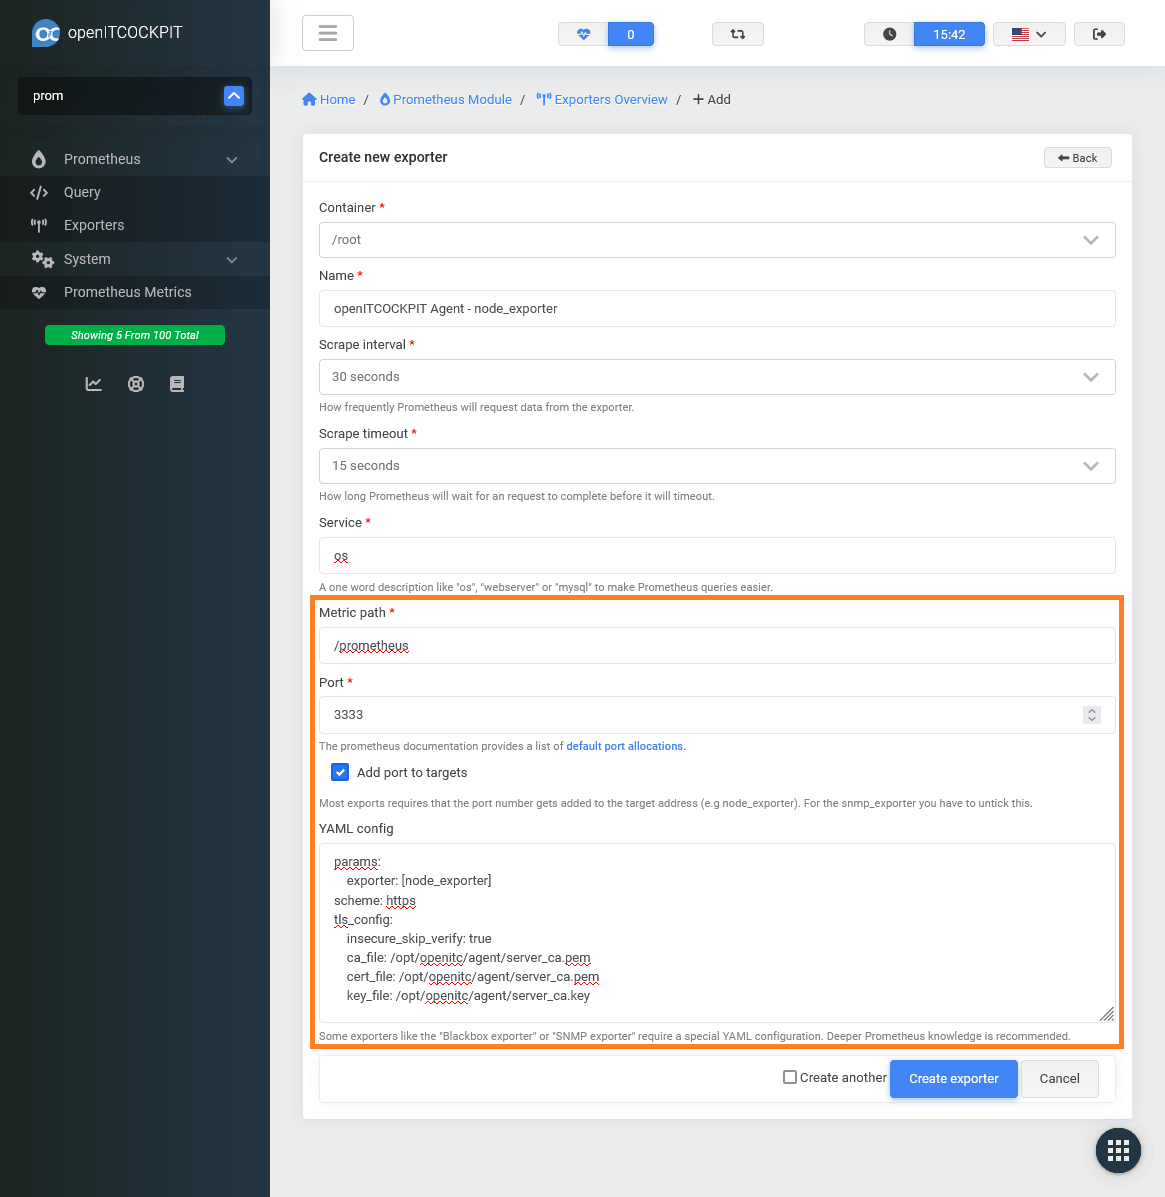 openITCOCKPIT
0
15:42
prom
Home / Prometheus Module / Exporters Overview / Add
Prometheus
Query
Exporters
System
Prometheus Metrics
Showing 5 From 100 Total
Create new exporter
Back
Container *
/root
Name *
openITCOCKPIT Agent - node_exporter
Scrape interval *
30 seconds
How frequently Prometheus will request data from the exporter.
Scrape timeout *
15 seconds
How long Prometheus will wait for an request to complete before it will timeout.
Service *
os
A one word description like "os", "webserver" or "mysql" to make Prometheus queries easier.
Metric path *
/prometheus
Port *
3333
The prometheus documentation provides a list of default port allocations.
Add port to targets
Most exports requires that the port number gets added to the target address (e.g node_exporter). For the snmp_exporter you have to untick this.
YAML config
params:
    exporter: [node_exporter]
scheme: https
tls_config:
    insecure_skip_verify: true
    ca_file: /opt/openitc/agent/server_ca.pem
    cert_file: /opt/openitc/agent/server_ca.pem
    key_file: /opt/openitc/agent/server_ca.key
Some exporters like the "Blackbox exporter" or "SNMP exporter" require a special YAML configuration. Deeper Prometheus knowledge is recommended.
Create another
Create exporter
Cancel